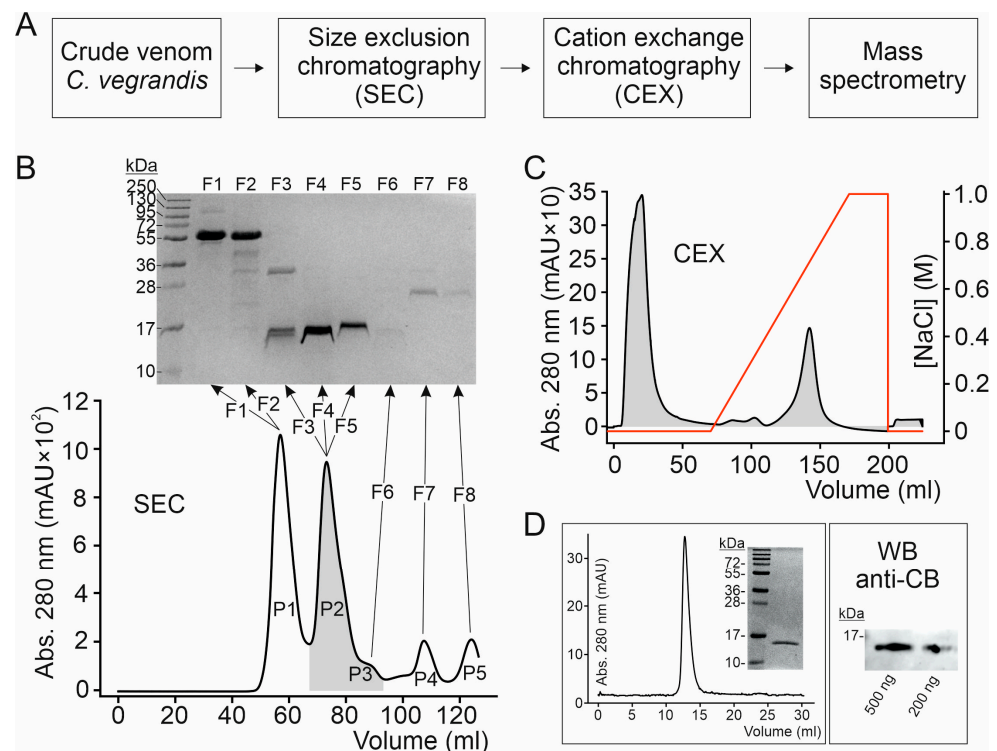 A
Crude venom
C. vegrandis
Size exclusion
chromatography
(SEC)
Cation exchange
chromatography
(CEX)
Mass
spectrometry
B
kDa
250
130
95
72
55
36
28
17
10
F1 F2 F3 F4 F5 F6 F7 F8
F1 F2 F3 F4 F5 F6 F7 F8
SEC
P1 P2 P3 P4 P5
Abs. 280 nm (mAU×10²)
12
10
8
6
4
2
0
0 20 40 60 80 100 120
Volume (ml)
C
CEX
Abs. 280 nm (mAU×10)
35
30
25
20
15
10
5
0
0 50 100 150 200
Volume (ml)
1.0
0.8
0.6
0.4
0.2
0
[NaCl] (M)
D
Abs. 280 nm (mAU)
30
20
10
0
0 5 10 15 20 25 30
Volume (ml)
kDa
72-
55-
36-
28-
17-
10-
WB
anti-CB
kDa
17-
500 ng
200 ng